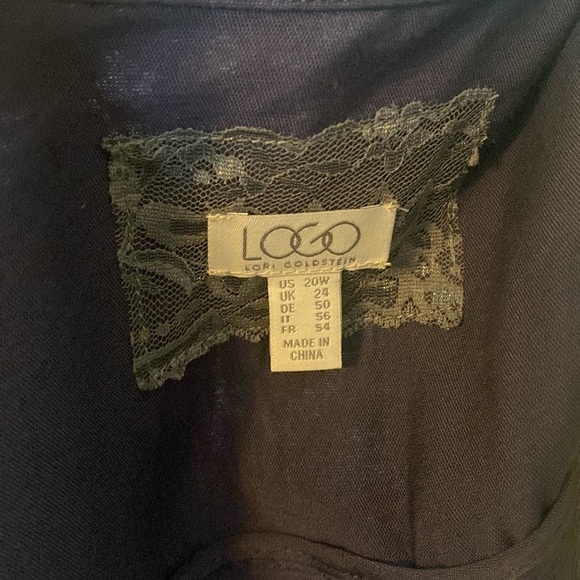 LOGO
LORI GOLDSTEIN
US 20W
UK 24
DE 50
IT 56
FR 54
MADE IN
CHINA